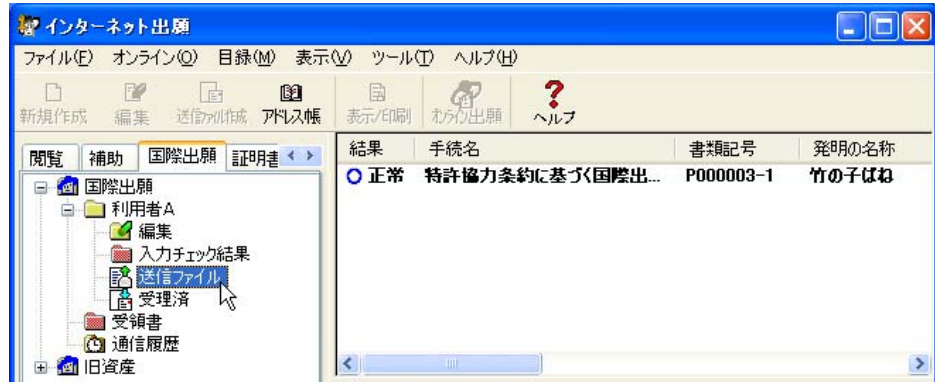 インターネット出願
ファイル(F) オンライン(O) 目録(M) 表示(V) ツール(T) ヘルプ(H)
新規作成 編集 送信ファイル作成 アドレス帳 表示/印刷 オンライン出願 ヘルプ
閲覧 補助 国際出願 証明書
結果 手続名 書類記号 発明の名称
正常 特許協力条約に基づく国際出... P000003-1 竹の子ばね
国際出願
利用者A
編集
入力チェック結果
送信ファイル
受理済
受領書
通信履歴
旧資産